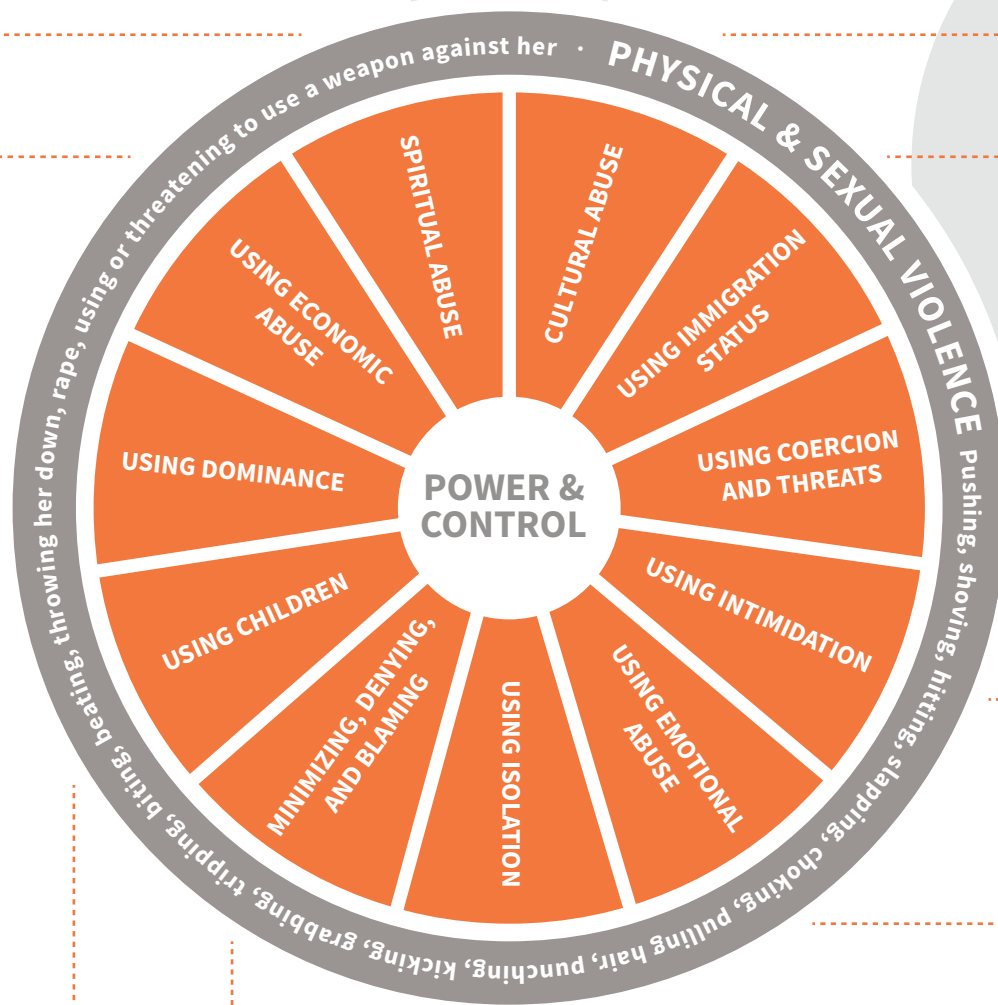 PHYSICAL & SEXUAL VIOLENCE Pushing, shoving, hitting, slapping, choking, pulling hair, punching, kicking, grabbing, tripping, biting, beating, throwing her down, rape, using or threatening to use a weapon against her ·
CULTURAL ABUSE
USING IMMIGRATION
STATUS
USING COERCION
AND THREATS
USING INTIMIDATION
USING EMOTIONAL
ABUSE
USING ISOLATION
MINIMIZING, DENYING,
AND BLAMING
USING CHILDREN
USING DOMINANCE
USING ECONOMIC
ABUSE
SPIRITUAL ABUSE
POWER &
CONTROL